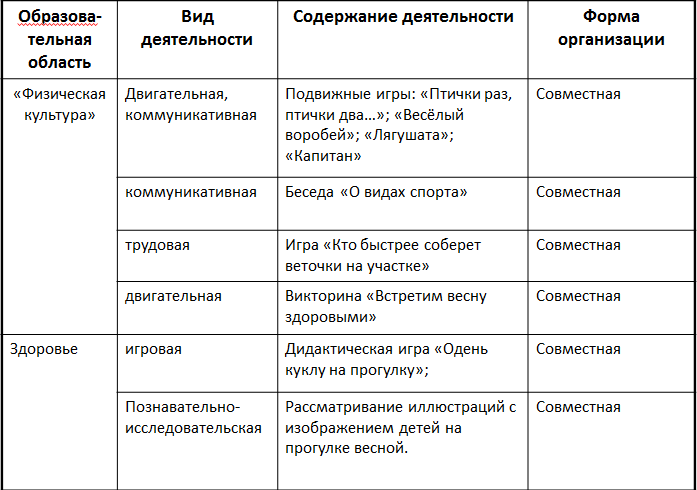 Образова-
тельная
область
Вид
деятельности
Содержание деятельности
Форма
организации
«Физическая
культура»
Двигательная,
коммуникативная
Подвижные игры: «Птички раз,
птички два…»; «Весёлый
воробей»; «Лягушата»;
«Капитан»
Совместная
коммуникативная
Беседа «О видах спорта»
Совместная
трудовая
Игра «Кто быстрее соберет
веточки на участке»
Совместная
двигательная
Викторина «Встретим весну
здоровыми»
Совместная
Здоровье
игровая
Дидактическая игра «Одень
куклу на прогулку»;
Совместная
Познавательно-
исследовательская
Рассматривание иллюстраций с
изображением детей на
прогулке весной.
Совместная